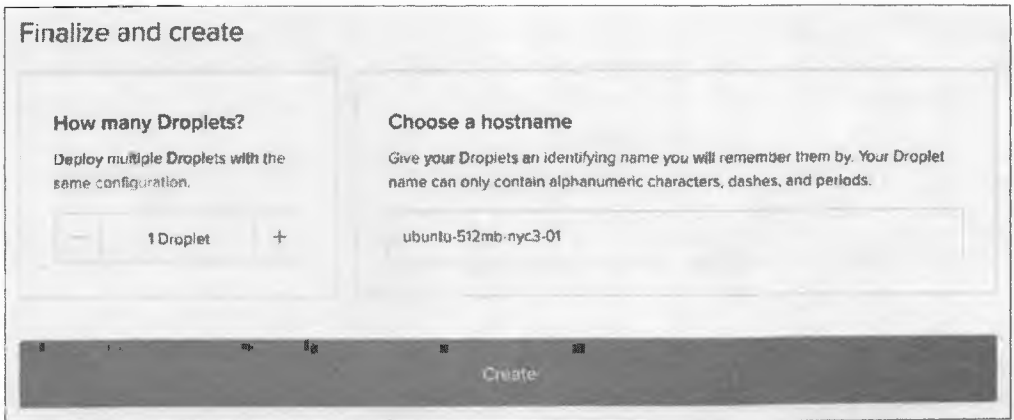 Finalize and create
How many Droplets?
Deploy multiple Droplets with the
same configuration.
1 Droplet
Choose a hostname
Give your Droplets an identifying name you will remember them by. Your Droplet
name can only contain alphanumeric characters, dashes, and periods.
ubuntu-512mb-nyc3-01
Create